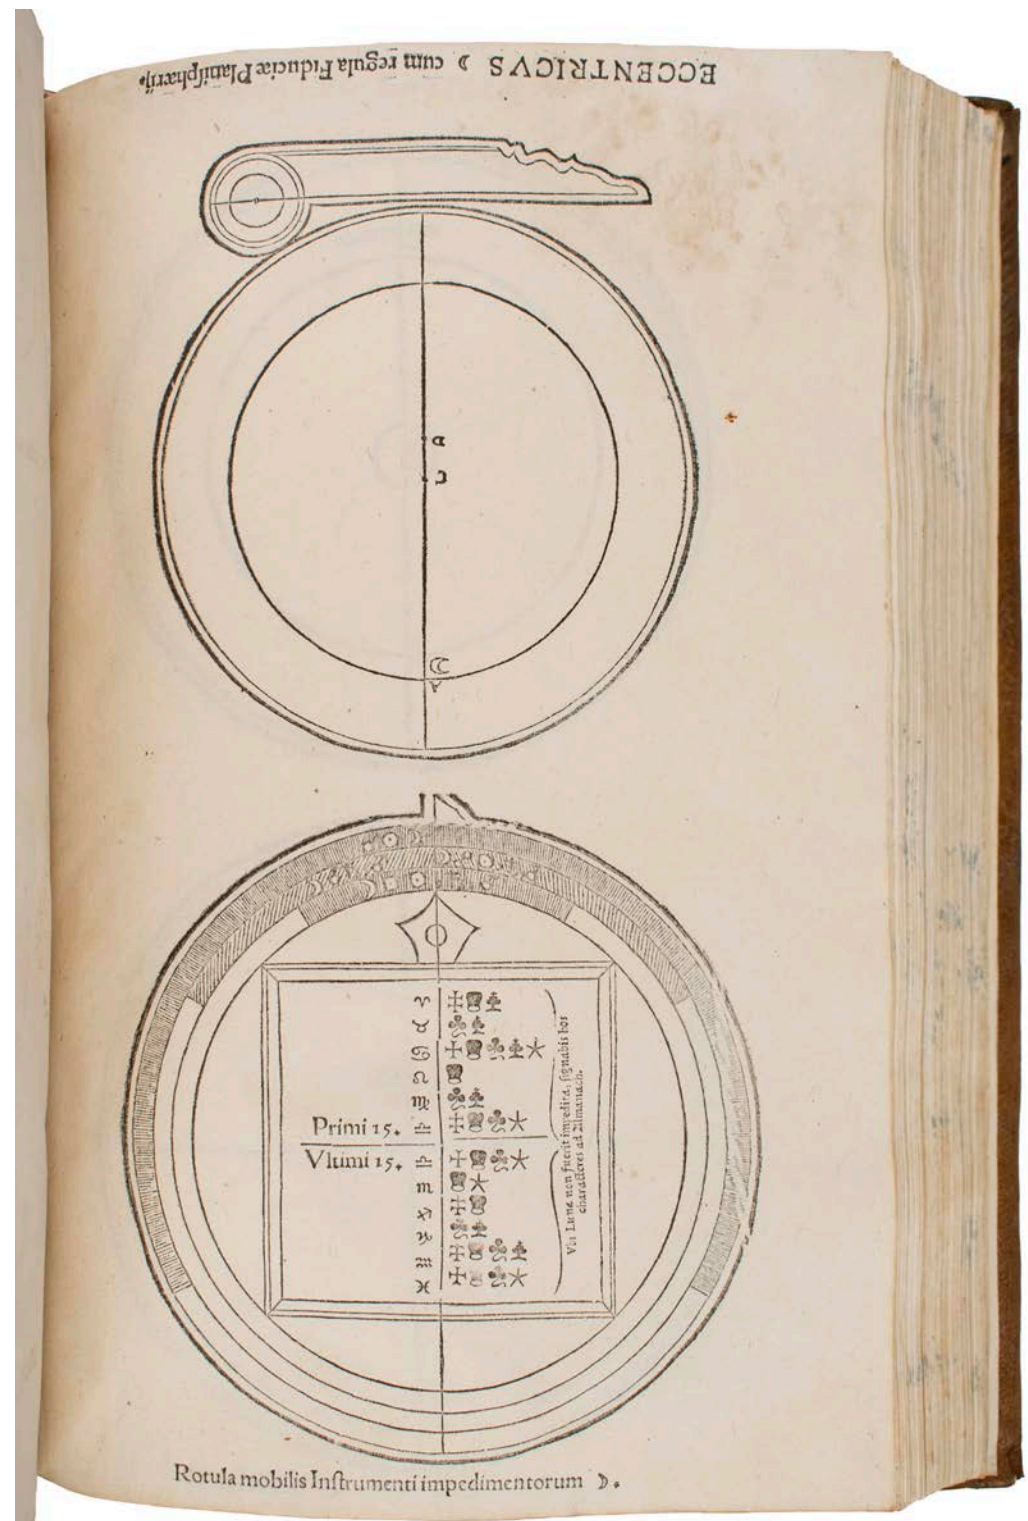 ECCENTRICVS ☽ cum regula Fiduciæ Planiſphærij.
D
C
☾
A
♈ ✠
♉ ♣
♋ ✠ ♣ ★
♌
♍ ♣
Primi 15. ♎ ✠ ♣ ★
Vltimi 15. ♎ ✠ ♣ ★
♏ ★
♐ ✠
♑ ♣
♒ ✠ ♣
♓ ✠ ♣ ★
Vbi Luna non fuerit impedita, ſignabis hos
characteres ad Almanach.
Rotula mobilis Inſtrumenti impedimentorum ☽.